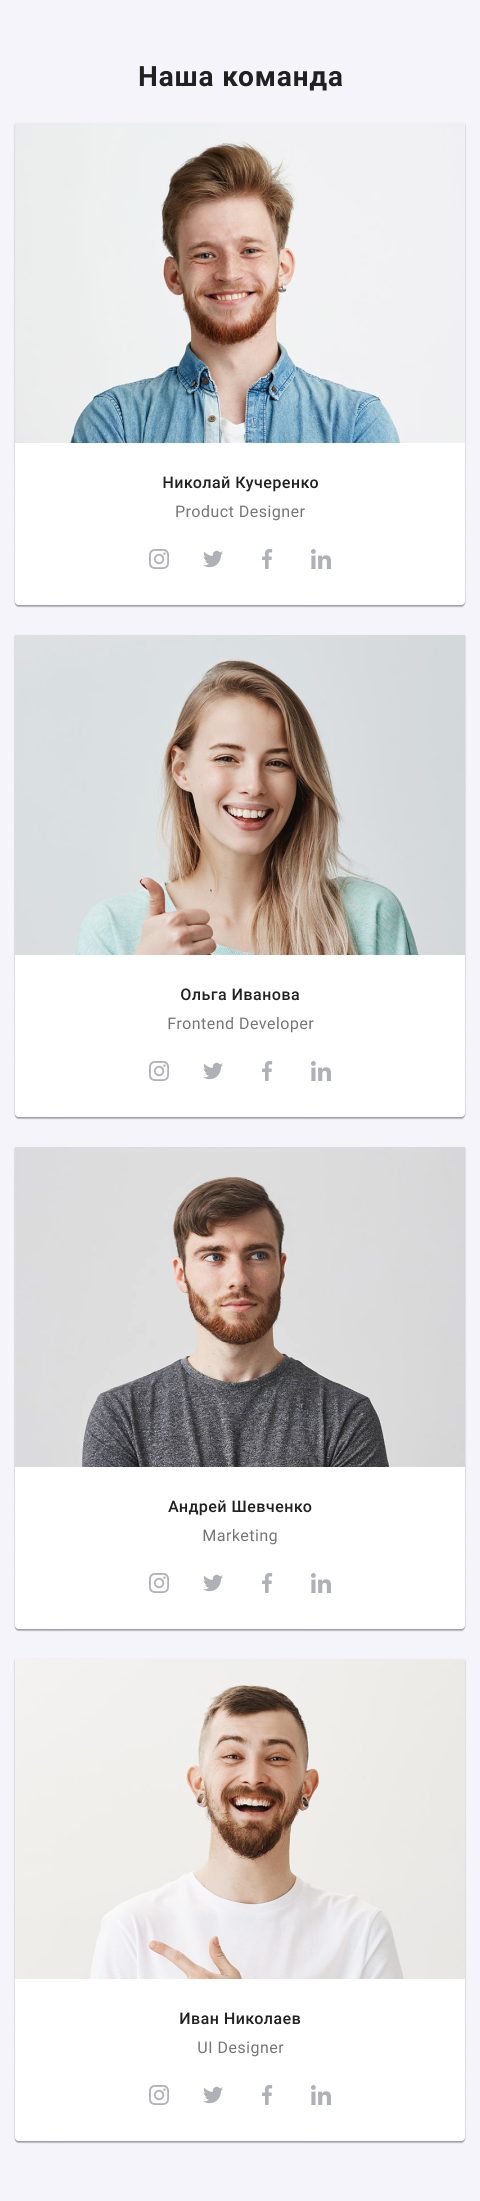 Наша команда
Николай Кучеренко
Product Designer
Ольга Иванова
Frontend Developer
Андрей Шевченко
Marketing
Иван Николаев
UI Designer